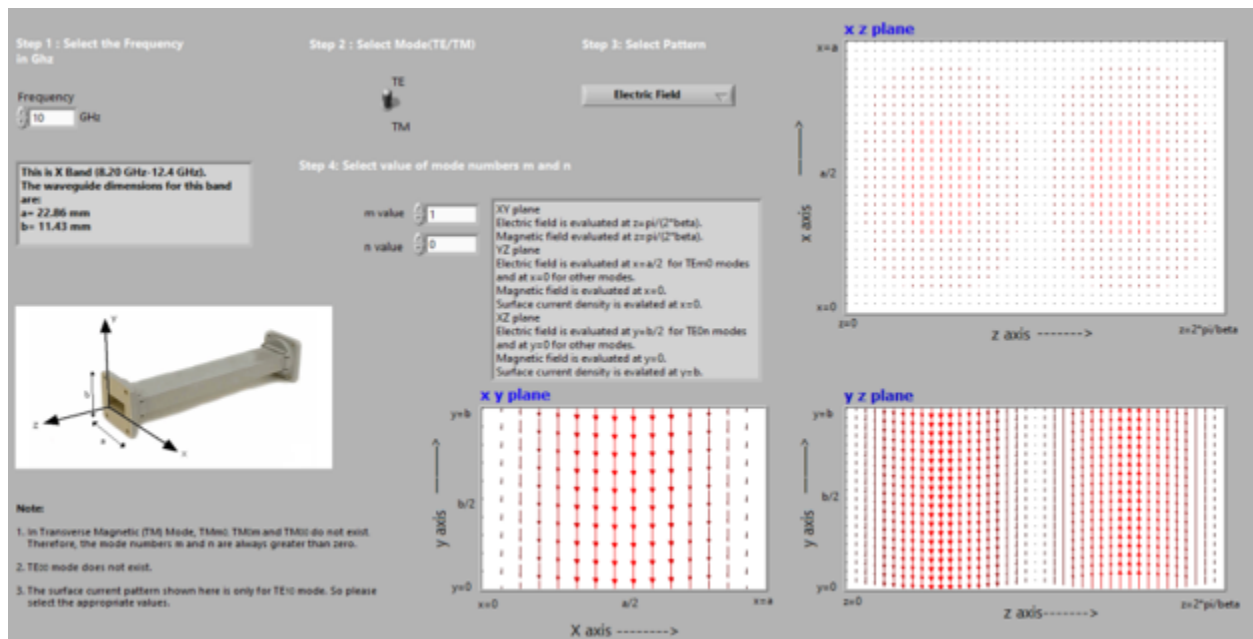 Step 1 : Select the Frequency
in Ghz
Frequency
10 GHz
This is X Band (8.20 GHz-12.4 GHz).
The waveguide dimensions for this band
are:
a= 22.86 mm
b= 11.43 mm
Step 2 : Select Mode(TE/TM)
TE
TM
Step 3: Select Pattern
Electric Field
Step 4: Select value of mode numbers m and n
m value 1
n value 0
XY plane
Electric field is evaluated at z=pi/(2*beta).
Magnetic field is evaluated at z=pi/(2*beta).
YZ plane
Electric field is evaluated at x=a/2 for TEm0 modes
and at x=0 for other modes.
Magnetic field is evaluated at x=0.
Surface current density is evalated at x=0.
XZ plane
Electric field is evaluated at y=b/2 for TE0n modes
and at y=0 for other modes.
Magnetic field is evaluated at y=0.
Surface current density is evalated at y=b.
x z plane
x=a
a/2
x=0
x axis ------->
z=0
z axis ------->
z=2*pi/beta
Y
b
z
a
x
x y plane
y=b
b/2
y=0
y axis ------->
x=0
a/2
x=a
X axis -------->
y z plane
y=b
b/2
y=0
y axis ------->
z=0
z axis ------->
z=2*pi/beta
Note:
1. In Transverse Magnetic (TM) Mode, and do not exist.
Therefore, the mode numbers m and n are always greater than zero.
2. TE00 mode does not exist.
3. The surface current pattern shown here is only for TE10 mode. So please
select the appropriate values.